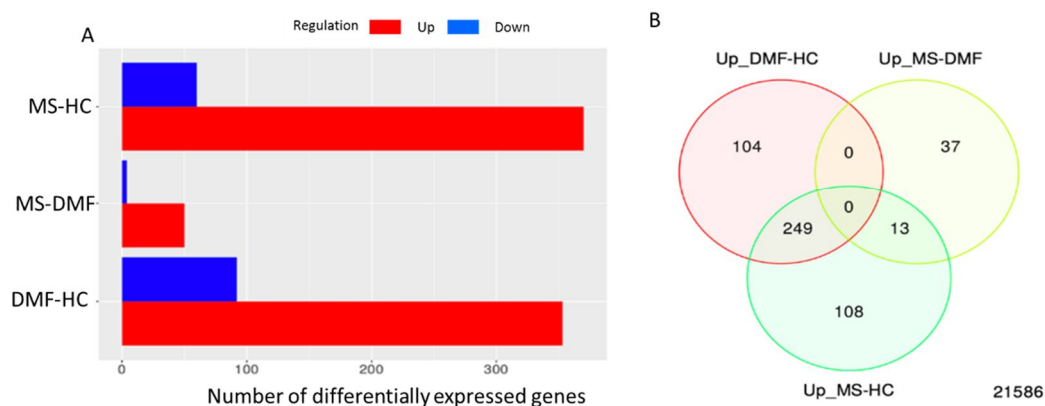 A
Regulation Up Down
MS-HC
MS-DMF
DMF-HC
0 100 200 300
Number of differentially expressed genes
B
Up_DMF-HC Up_MS-DMF
104 0 37
0
249 13
108
Up_MS-HC
21586